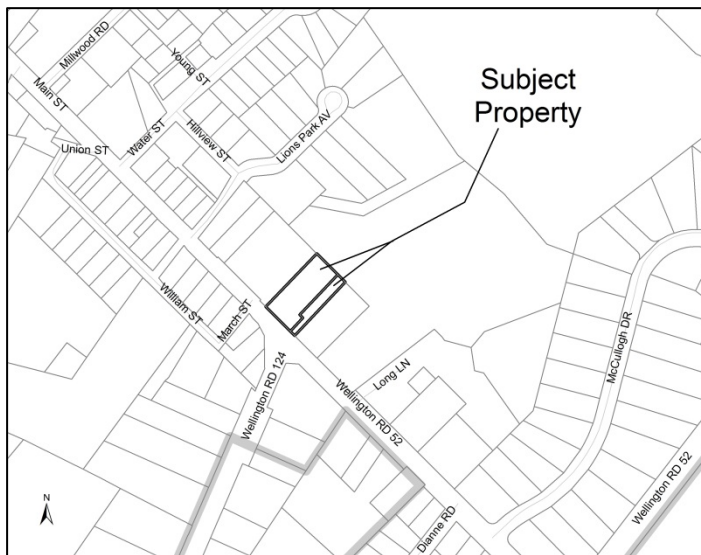 Millwood RD
Young ST
Main ST
Subject
Property
Water ST
Hillview ST
Lions Park AV
Union ST
William ST
March ST
McCullogh DR
Wellington RD 124
Long LN
Wellington RD 52
Wellington RD 52
Dianne RD
N